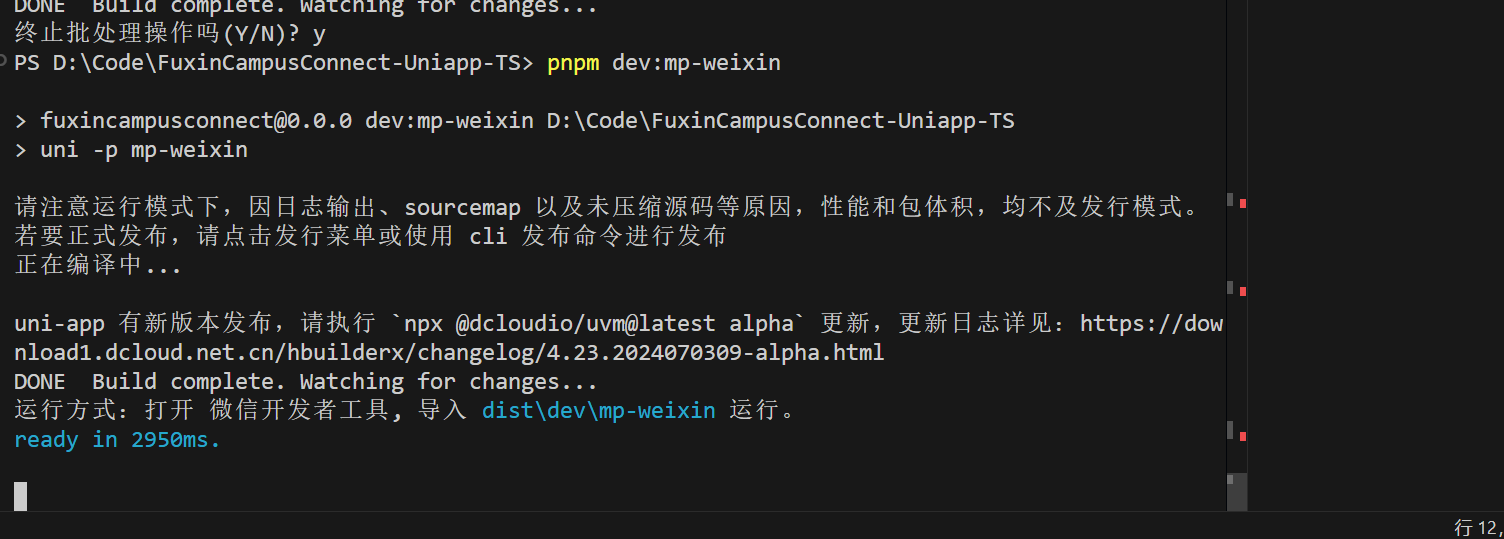 DONE  Build complete. Watching for changes...
终止批处理操作吗(Y/N)? y
PS D:\Code\FuxinCampusConnect-Uniapp-TS> pnpm dev:mp-weixin
> fuxincampusconnect@0.0.0 dev:mp-weixin D:\Code\FuxinCampusConnect-Uniapp-TS
> uni -p mp-weixin
请注意运行模式下，因日志输出、sourcemap 以及未压缩源码等原因，性能和包体积，均不及发行模式。
若要正式发布，请点击发行菜单或使用 cli 发布命令进行发布
正在编译中...
uni-app 有新版本发布，请执行 `npx @dcloudio/uvm@latest alpha` 更新，更新日志详见：https://dow
nload1.dcloud.net.cn/hbuilderx/changelog/4.23.2024070309-alpha.html
DONE  Build complete. Watching for changes...
运行方式：打开 微信开发者工具, 导入 dist\dev\mp-weixin 运行。
ready in 2950ms.
行 12,